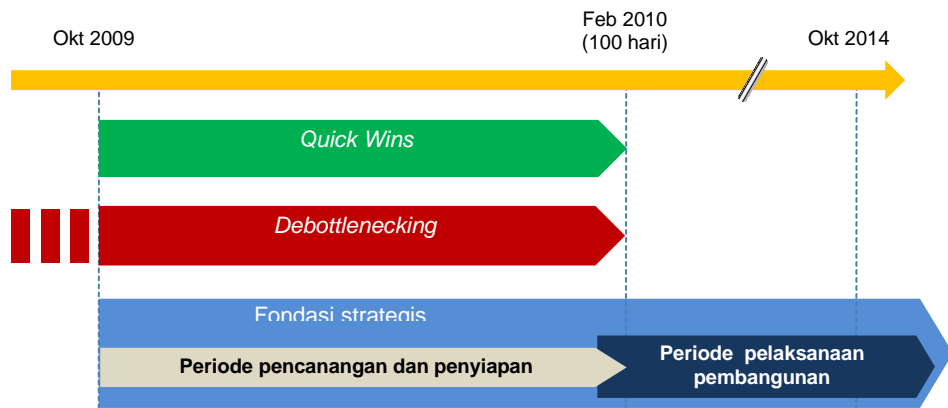 Okt 2009
Feb 2010
(100 hari)
Okt 2014
Quick Wins
Debottlenecking
Fondasi strategis
Periode pencanangan dan penyiapan
Periode pelaksanaan
pembangunan